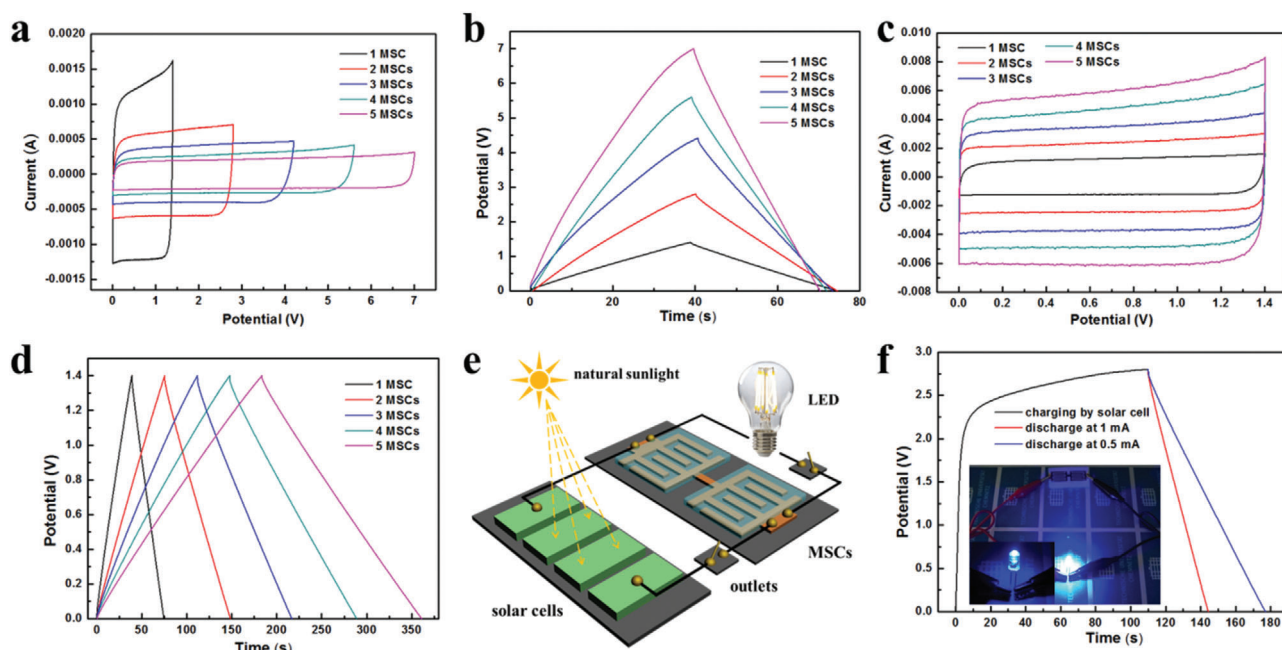 a
0.0020
0.0015
0.0010
0.0005
0.0000
-0.0005
-0.0010
-0.0015
Current (A)
1 MSC
2 MSCs
3 MSCs
4 MSCs
5 MSCs
0 1 2 3 4 5 6 7
Potential (V)
b
7
6
5
4
3
2
1
0
Potential (V)
1 MSC
2 MSCs
3 MSCs
4 MSCs
5 MSCs
0 20 40 60 80
Time (s)
c
0.010
0.008
0.006
0.004
0.002
0.000
-0.002
-0.004
-0.006
-0.008
Current (A)
1 MSC
2 MSCs
3 MSCs
4 MSCs
5 MSCs
0.0 0.2 0.4 0.6 0.8 1.0 1.2 1.4
Potential (V)
d
1.4
1.2
1.0
0.8
0.6
0.4
0.2
0.0
Potential (V)
1 MSC
2 MSCs
3 MSCs
4 MSCs
5 MSCs
0 50 100 150 200 250 300 350
Time (s)
e
natural sunlight
LED
MSCs
outlets
solar cells
f
3.0
2.5
2.0
1.5
1.0
0.5
0.0
Potential (V)
charging by solar cell
discharge at 1 mA
discharge at 0.5 mA
0 20 40 60 80 100 120 140 160 180
Time (s)